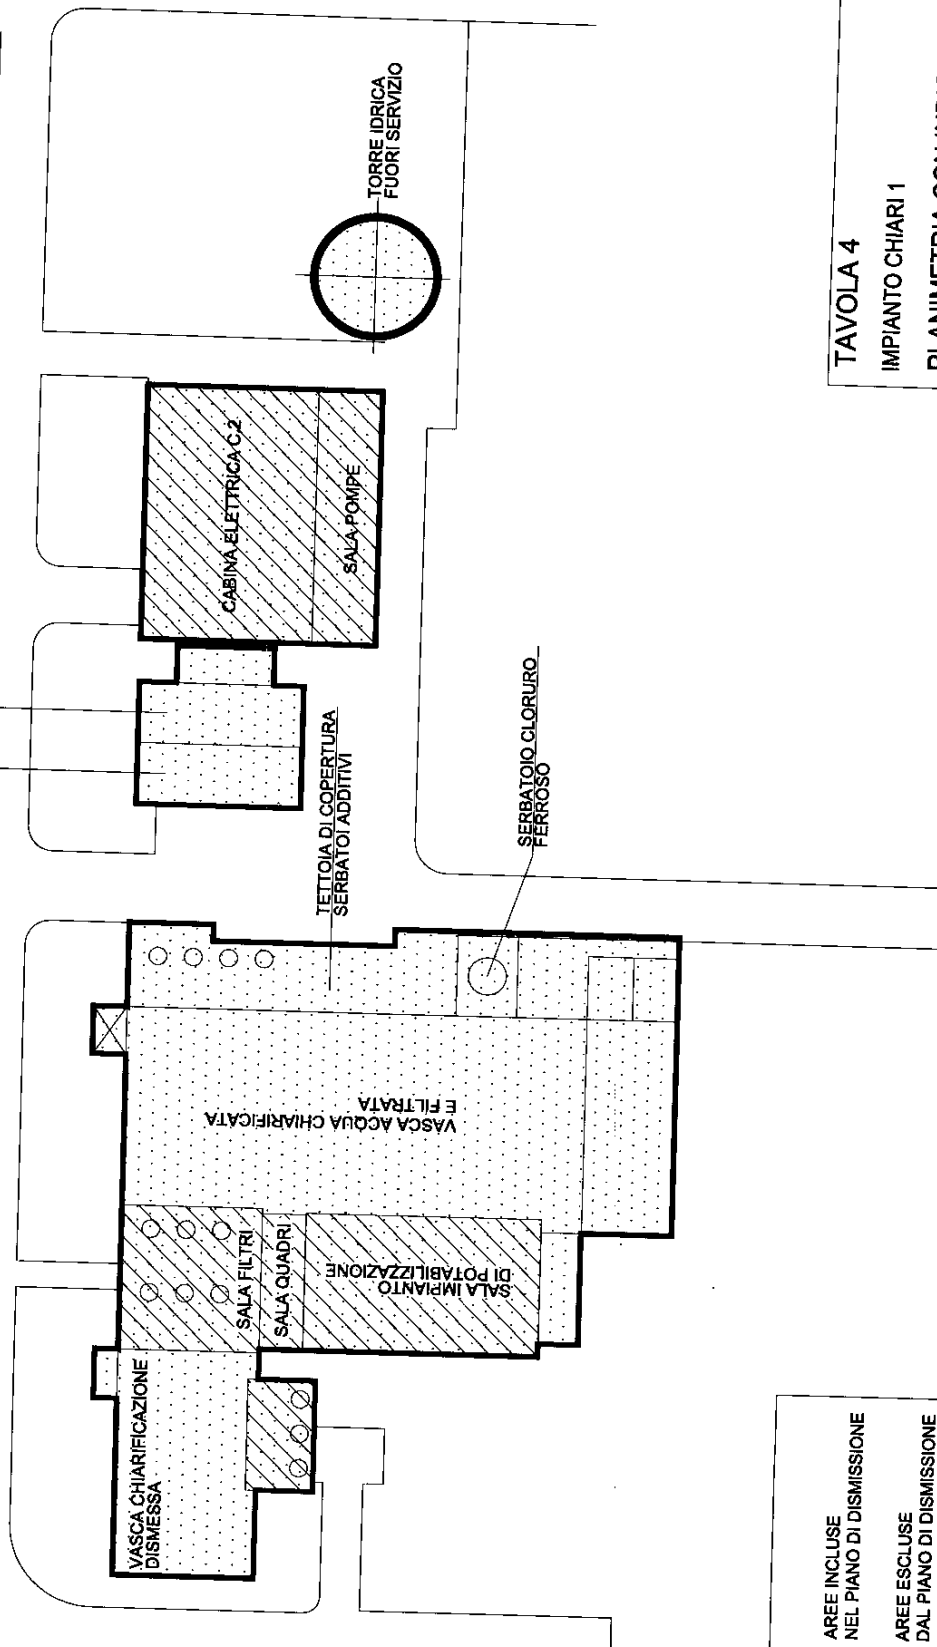 TORRE IDRICA
FUORI SERVIZIO
CABINA ELETTRICA C.2
SALA POMPE
TETTOIA DI COPERTURA
SERBATOI ADDITIVI
SERBATOIO CLORURO
FERROSO
VASCA ACQUA CHIARIFICATA
E FILTRATA
SALA FILTRI
SALA QUADRI
SALA IMPIANTO
DI POTABILIZZAZIONE
VASCA CHIARIFICAZIONE
DISMESSA
TAVOLA 4
IMPIANTO CHIARI 1
AREE INCLUSE
NEL PIANO DI DISMISSIONE
AREE ESCLUSE
DAL PIANO DI DISMISSIONE